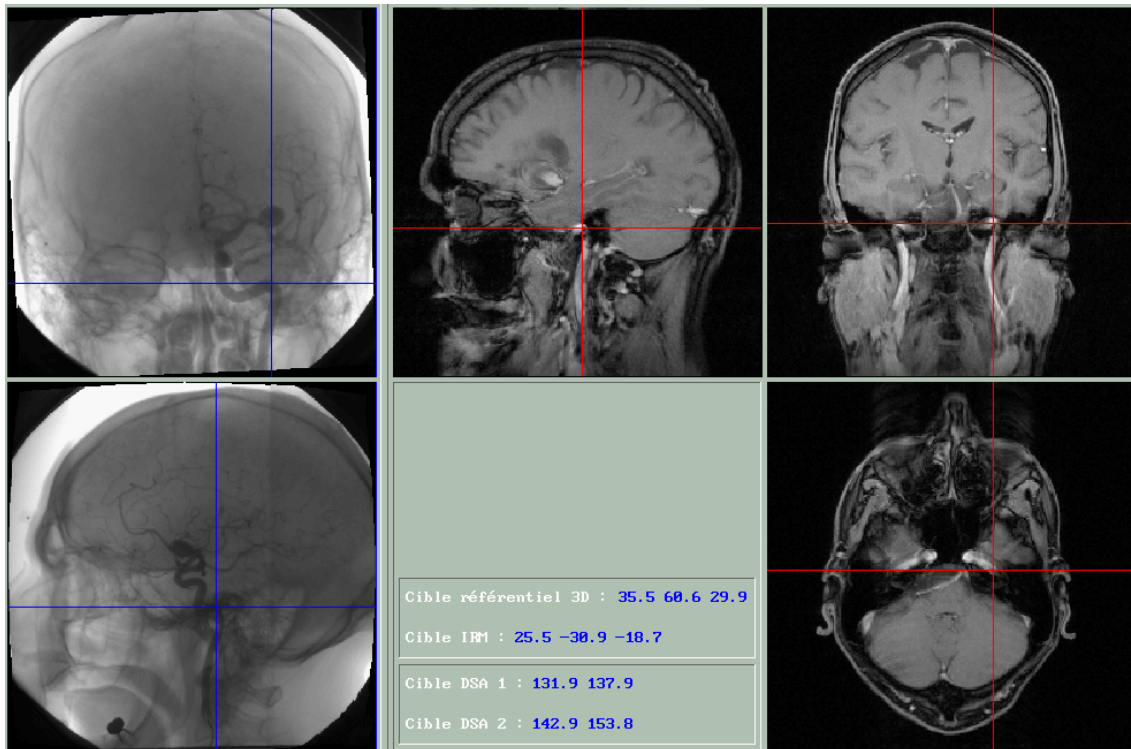 Cible référentiel 3D : 35.5 60.6 29.9
Cible IRM : 25.5 -30.9 -18.7
Cible DSA 1 : 131.9 137.9
Cible DSA 2 : 142.9 153.8